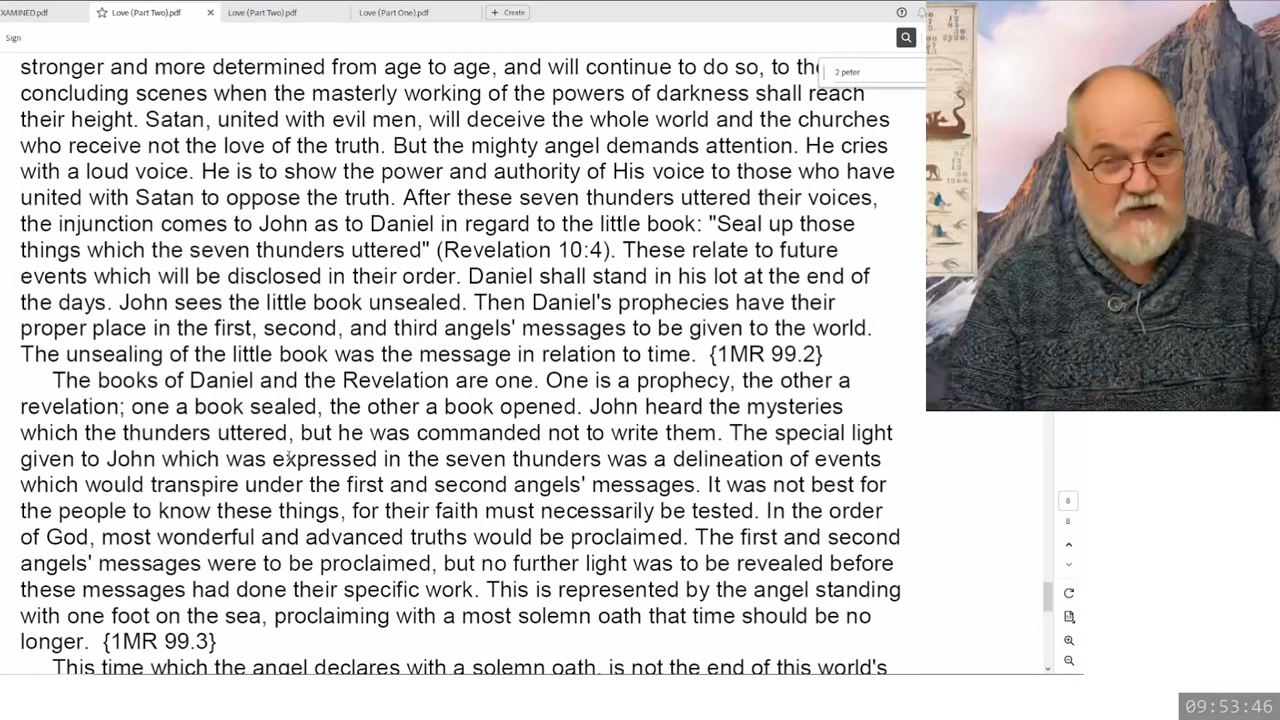 XAMINED.pdf
Love (Part Two).pdf
Love (Part Two).pdf
Love (Part One).pdf
Create
Sign
2 peter
stronger and more determined from age to age, and will continue to do so, to the
concluding scenes when the masterly working of the powers of darkness shall reach
their height. Satan, united with evil men, will deceive the whole world and the churches
who receive not the love of the truth. But the mighty angel demands attention. He cries
with a loud voice. He is to show the power and authority of His voice to those who have
united with Satan to oppose the truth. After these seven thunders uttered their voices,
the injunction comes to John as to Daniel in regard to the little book: "Seal up those
things which the seven thunders uttered" (Revelation 10:4). These relate to future
events which will be disclosed in their order. Daniel shall stand in his lot at the end of
the days. John sees the little book unsealed. Then Daniel's prophecies have their
proper place in the first, second, and third angels' messages to be given to the world.
The unsealing of the little book was the message in relation to time. {1MR 99.2}
The books of Daniel and the Revelation are one. One is a prophecy, the other a
revelation; one a book sealed, the other a book opened. John heard the mysteries
which the thunders uttered, but he was commanded not to write them. The special light
given to John which was expressed in the seven thunders was a delineation of events
which would transpire under the first and second angels' messages. It was not best for
the people to know these things, for their faith must necessarily be tested. In the order
of God, most wonderful and advanced truths would be proclaimed. The first and second
angels' messages were to be proclaimed, but no further light was to be revealed before
these messages had done their specific work. This is represented by the angel standing
with one foot on the sea, proclaiming with a most solemn oath that time should be no
longer. {1MR 99.3}
This time which the angel declares with a solemn oath, is not the end of this world's
8
8
09:53:46